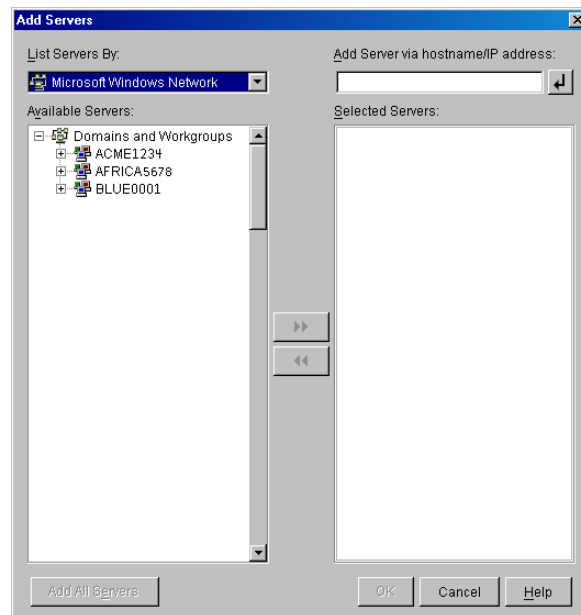 Add Servers
List Servers By:
Microsoft Windows Network
Add Server via hostname/IP address:
Available Servers:
Selected Servers:
Domains and Workgroups
ACME1234
AFRICA5678
BLUE0001
Add All Servers
OK
Cancel
Help